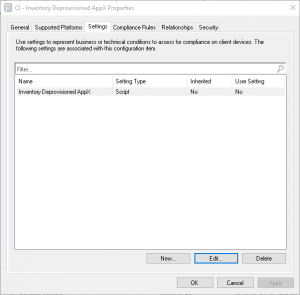 CI - Inventory Deprovisioned AppX Properties
General Supported Platforms Settings Compliance Rules Relationships Security
Use settings to represent business or technical conditions to assess for compliance on client devices. The
following settings are associated with this configuration item.
Filter...
Name Setting Type Inherited User Setting
Inventory Deprovisioned AppX Script No No
New... Edit... Delete
OK Cancel Apply